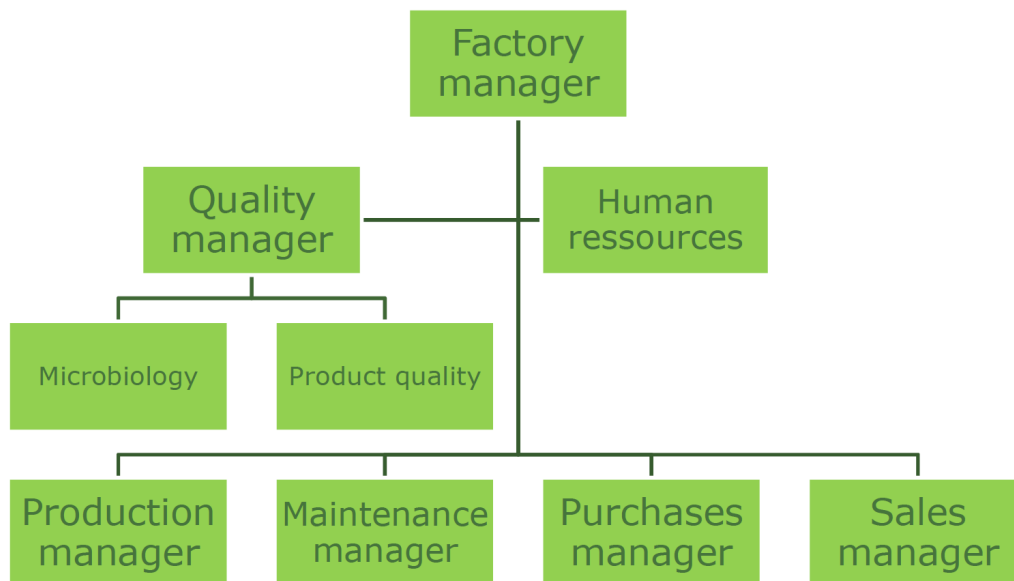 Factory
manager
Quality
manager
Human
ressources
Microbiology
Product quality
Production
manager
Maintenance
manager
Purchases
manager
Sales
manager